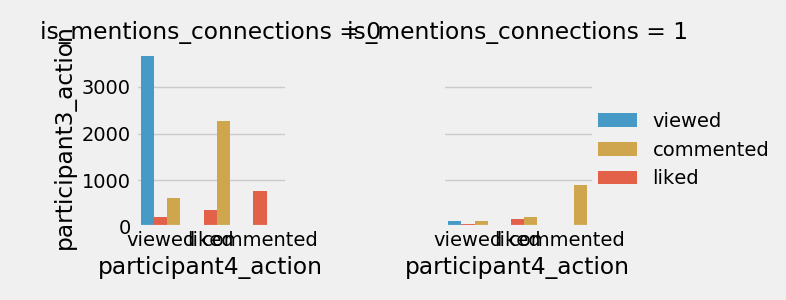 is_mentions_connections = 0
is_mentions_connections = 1
participant3_action
3000
2000
1000
0
viewed
liked
commented
participant4_action
viewed
liked
commented
participant4_action
viewed
commented
liked